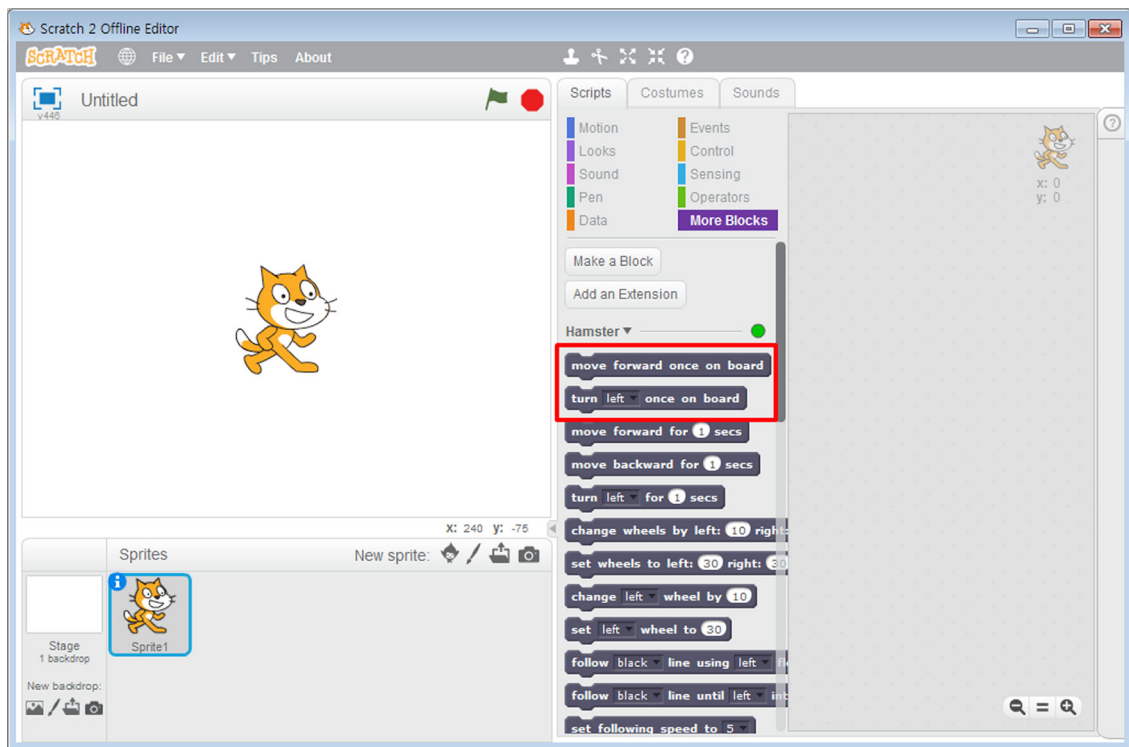 Scratch 2 Offline Editor
SCRATCH File Edit Tips About
Untitled
v446
Scripts Costumes Sounds
Motion Events
Looks Control
Sound Sensing
Pen Operators
Data More Blocks
x: 0
y: 0
Make a Block
Add an Extension
Hamster
move forward once on board
turn left once on board
move forward for 1 secs
move backward for 1 secs
turn left for 1 secs
change wheels by left: 10 right:
set wheels to left: 30 right: 30
change left wheel by 10
set left wheel to 30
follow black line using left fl
follow black line until left int
set following speed to 5
X: 240 Y: -75
Sprites New sprite:
Stage
1 backdrop
Sprite1
New backdrop: